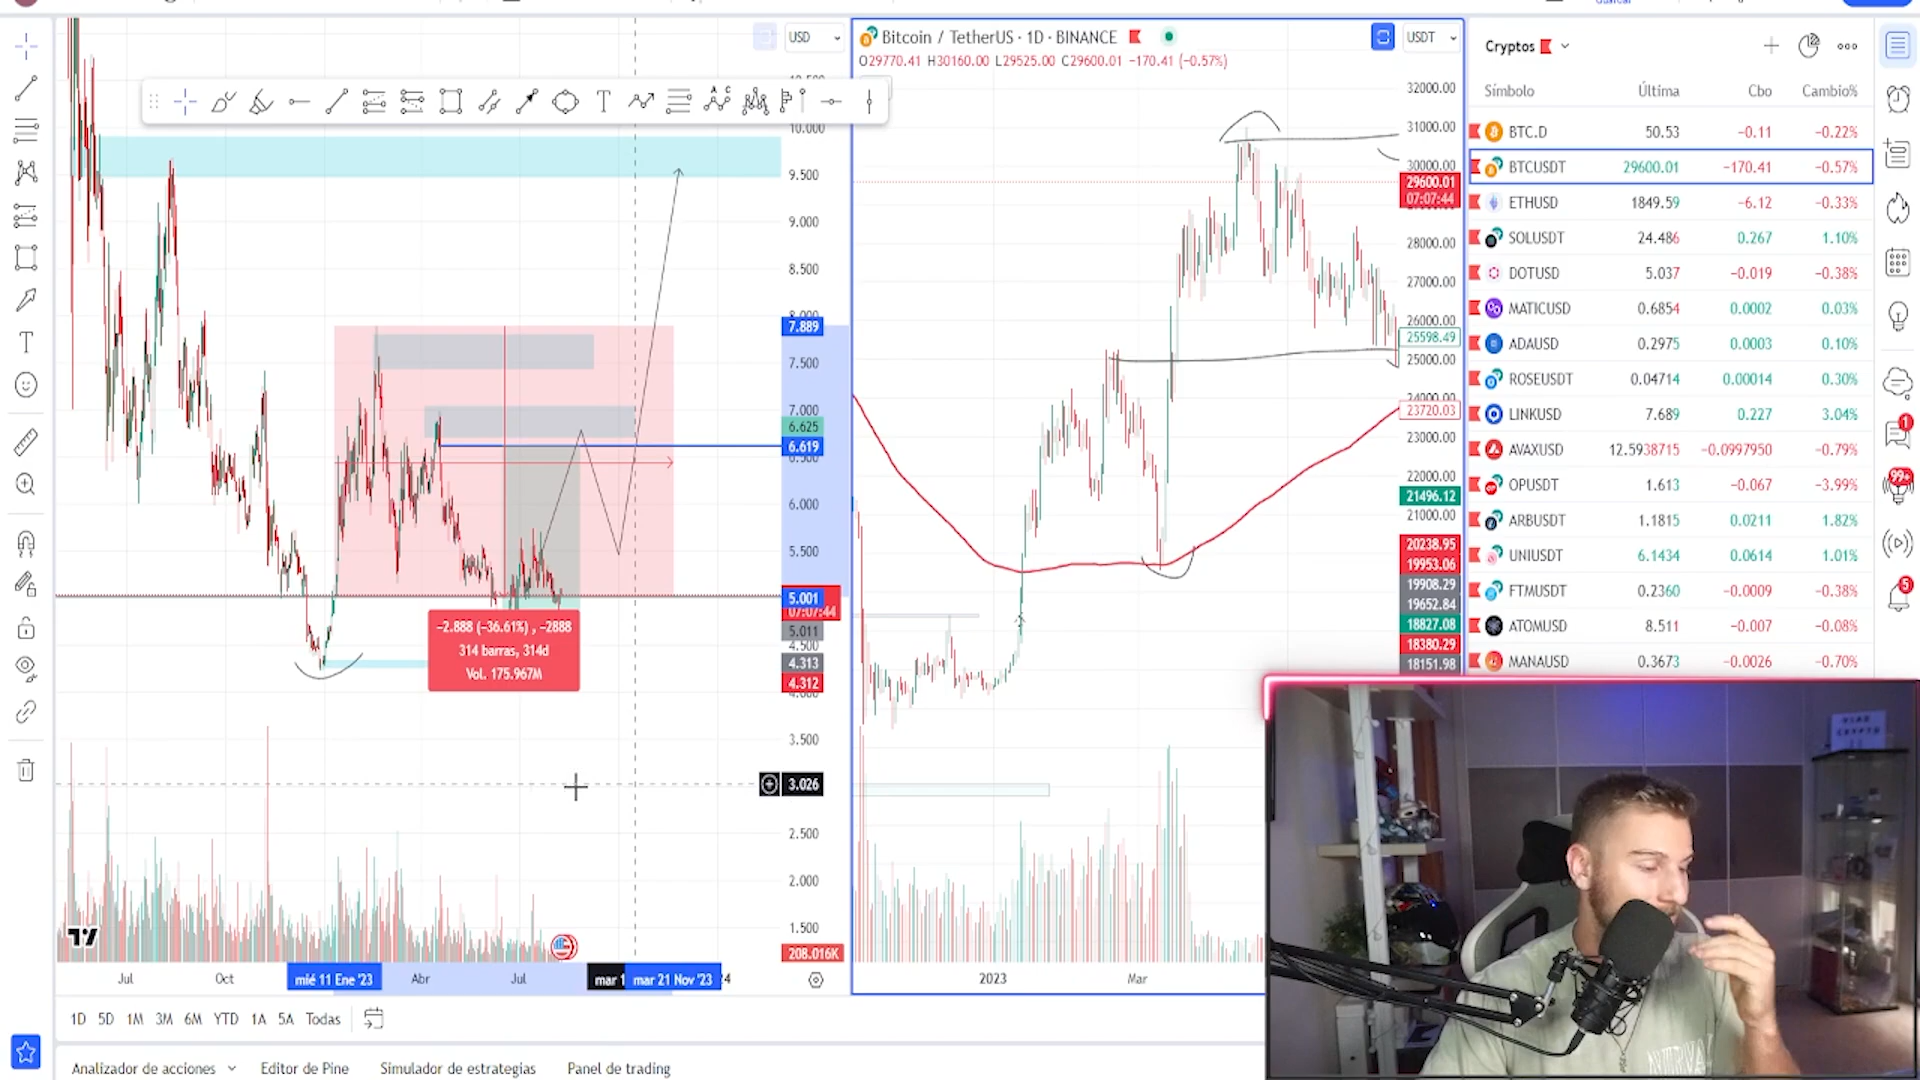 USD
10.000
9.500
9.000
8.500
7.889
7.500
7.000
6.625
6.619
6.000
5.500
5.001
07:07:44
5.011
4.500
4.313
4.312
3.500
3.026
2.500
2.000
1.500
208.016K
−2.888 (−36.61%) , −2888
314 barras, 314d
Vol. 175.967M
Jul
Oct
mié 11 Ene '23
Abr
Jul
mar 21 Nov '23
1D 5D 1M 3M 6M YTD 1A 5A Todas
Analizador de acciones
Editor de Pine
Simulador de estrategias
Panel de trading
Bitcoin / TetherUS · 1D · BINANCE
O29770.41 H30160.00 L29525.00 C29600.01 −170.41 (−0.57%)
USDT
32000.00
31000.00
30000.00
29600.01
07:07:44
28000.00
27000.00
26000.00
25598.49
25000.00
24000.00
23720.03
23000.00
22000.00
21496.12
21000.00
20238.95
19953.06
19908.29
19652.84
18827.08
18380.29
18151.98
2023
Mar
Cryptos
Símbolo Última Cbo Cambio%
BTC.D 50.53 −0.11 −0.22%
BTCUSDT 29600.01 −170.41 −0.57%
ETHUSD 1849.59 −6.12 −0.33%
SOLUSDT 24.486 0.267 1.10%
DOTUSD 5.037 −0.019 −0.38%
MATICUSD 0.6854 0.0002 0.03%
ADAUSD 0.2975 0.0003 0.10%
ROSEUSDT 0.04714 0.00014 0.30%
LINKUSD 7.689 0.227 3.04%
AVAXUSD 12.5938715 −0.0997950 −0.79%
OPUSDT 1.613 −0.067 −3.99%
ARBUSDT 1.1815 0.0211 1.82%
UNIUSDT 6.1434 0.0614 1.01%
FTMUSDT 0.2360 −0.0009 −0.38%
ATOMUSD 8.511 −0.007 −0.08%
MANAUSD 0.3673 −0.0026 −0.70%
1
99+
5